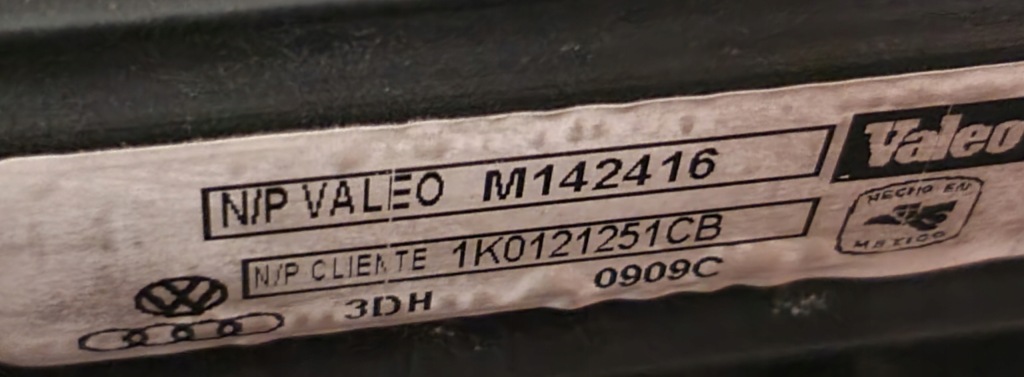 N/P VALEO M142416
Valeo
HECHO EN
MEXICO
N/P CLIENTE 1K0121251CB
3DH 0909C